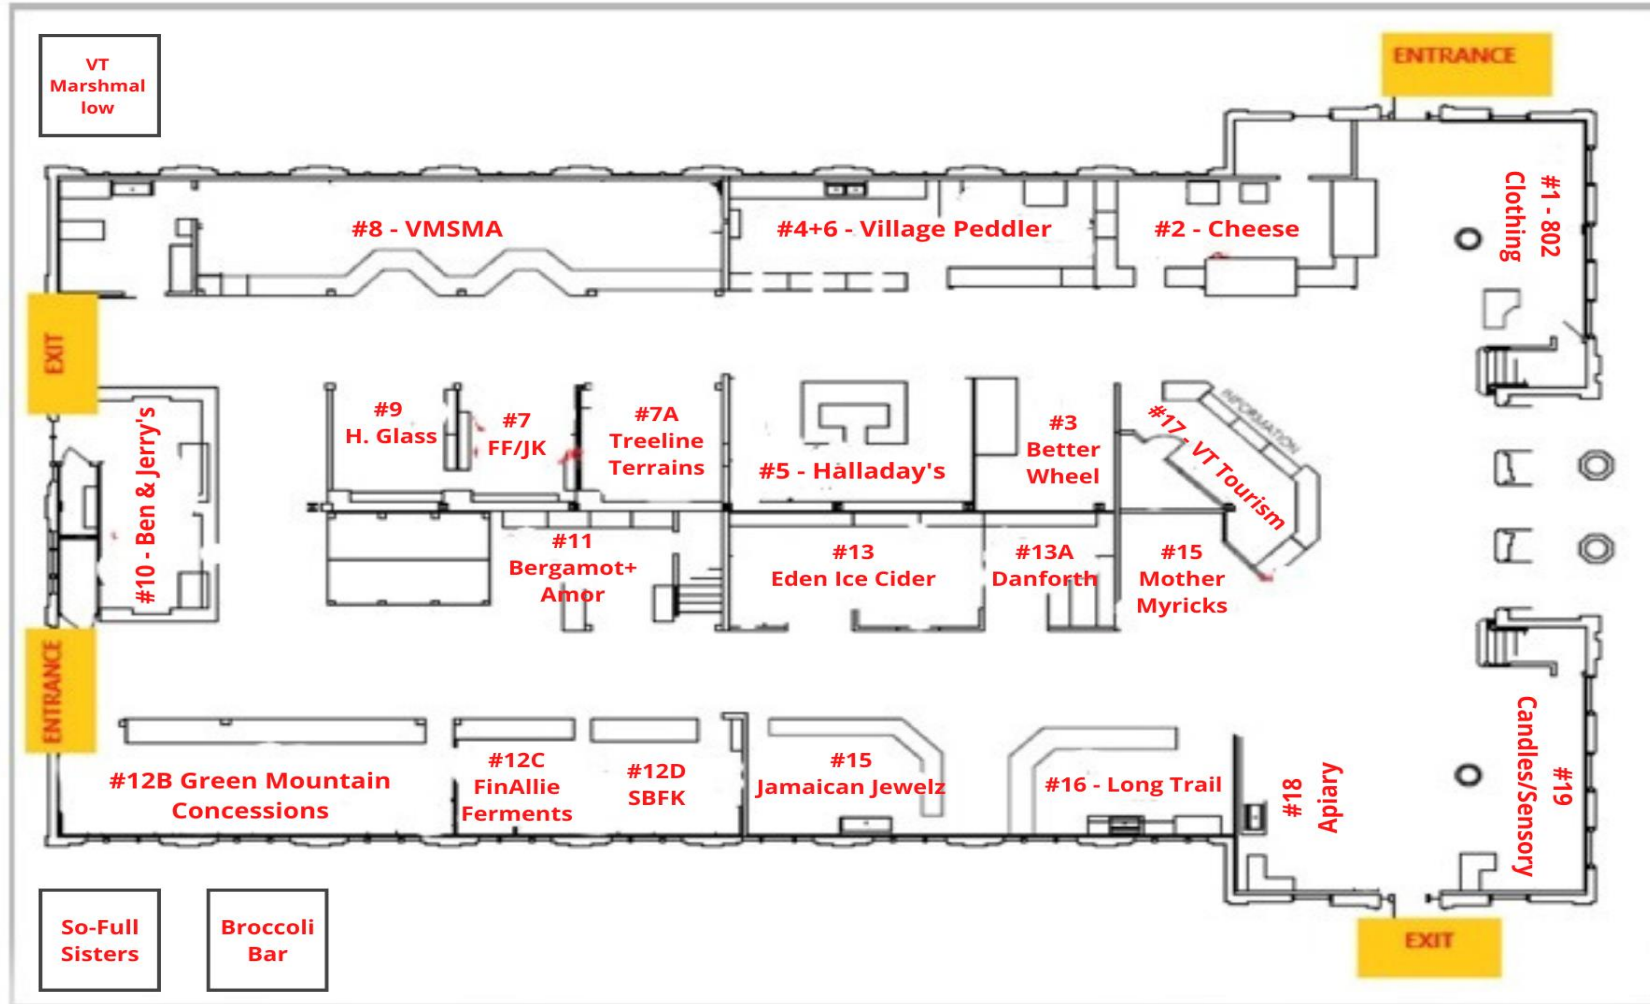 VT
Marshmal
low
ENTRANCE
#8 - VMSMA
#4+6 - Village Peddler
#2 - Cheese
#1 - 802
Clothing
EXIT
#9
H. Glass
#7
FF/JK
#7A
Treeline
Terrains
#5 - Halladay's
#3
Better
Wheel
INFORMATION
#17 - VT Tourism
#10 - Ben & Jerry's
#11
Bergamot+
Amor
#13
Eden Ice Cider
#13A
Danforth
#15
Mother
Myricks
ENTRANCE
#12B Green Mountain
Concessions
#12C
FinAllie
Ferments
#12D
SBFK
#15
Jamaican Jewelz
#16 - Long Trail
#18
Apiary
#19
Candles/Sensory
So-Full
Sisters
Broccoli
Bar
EXIT